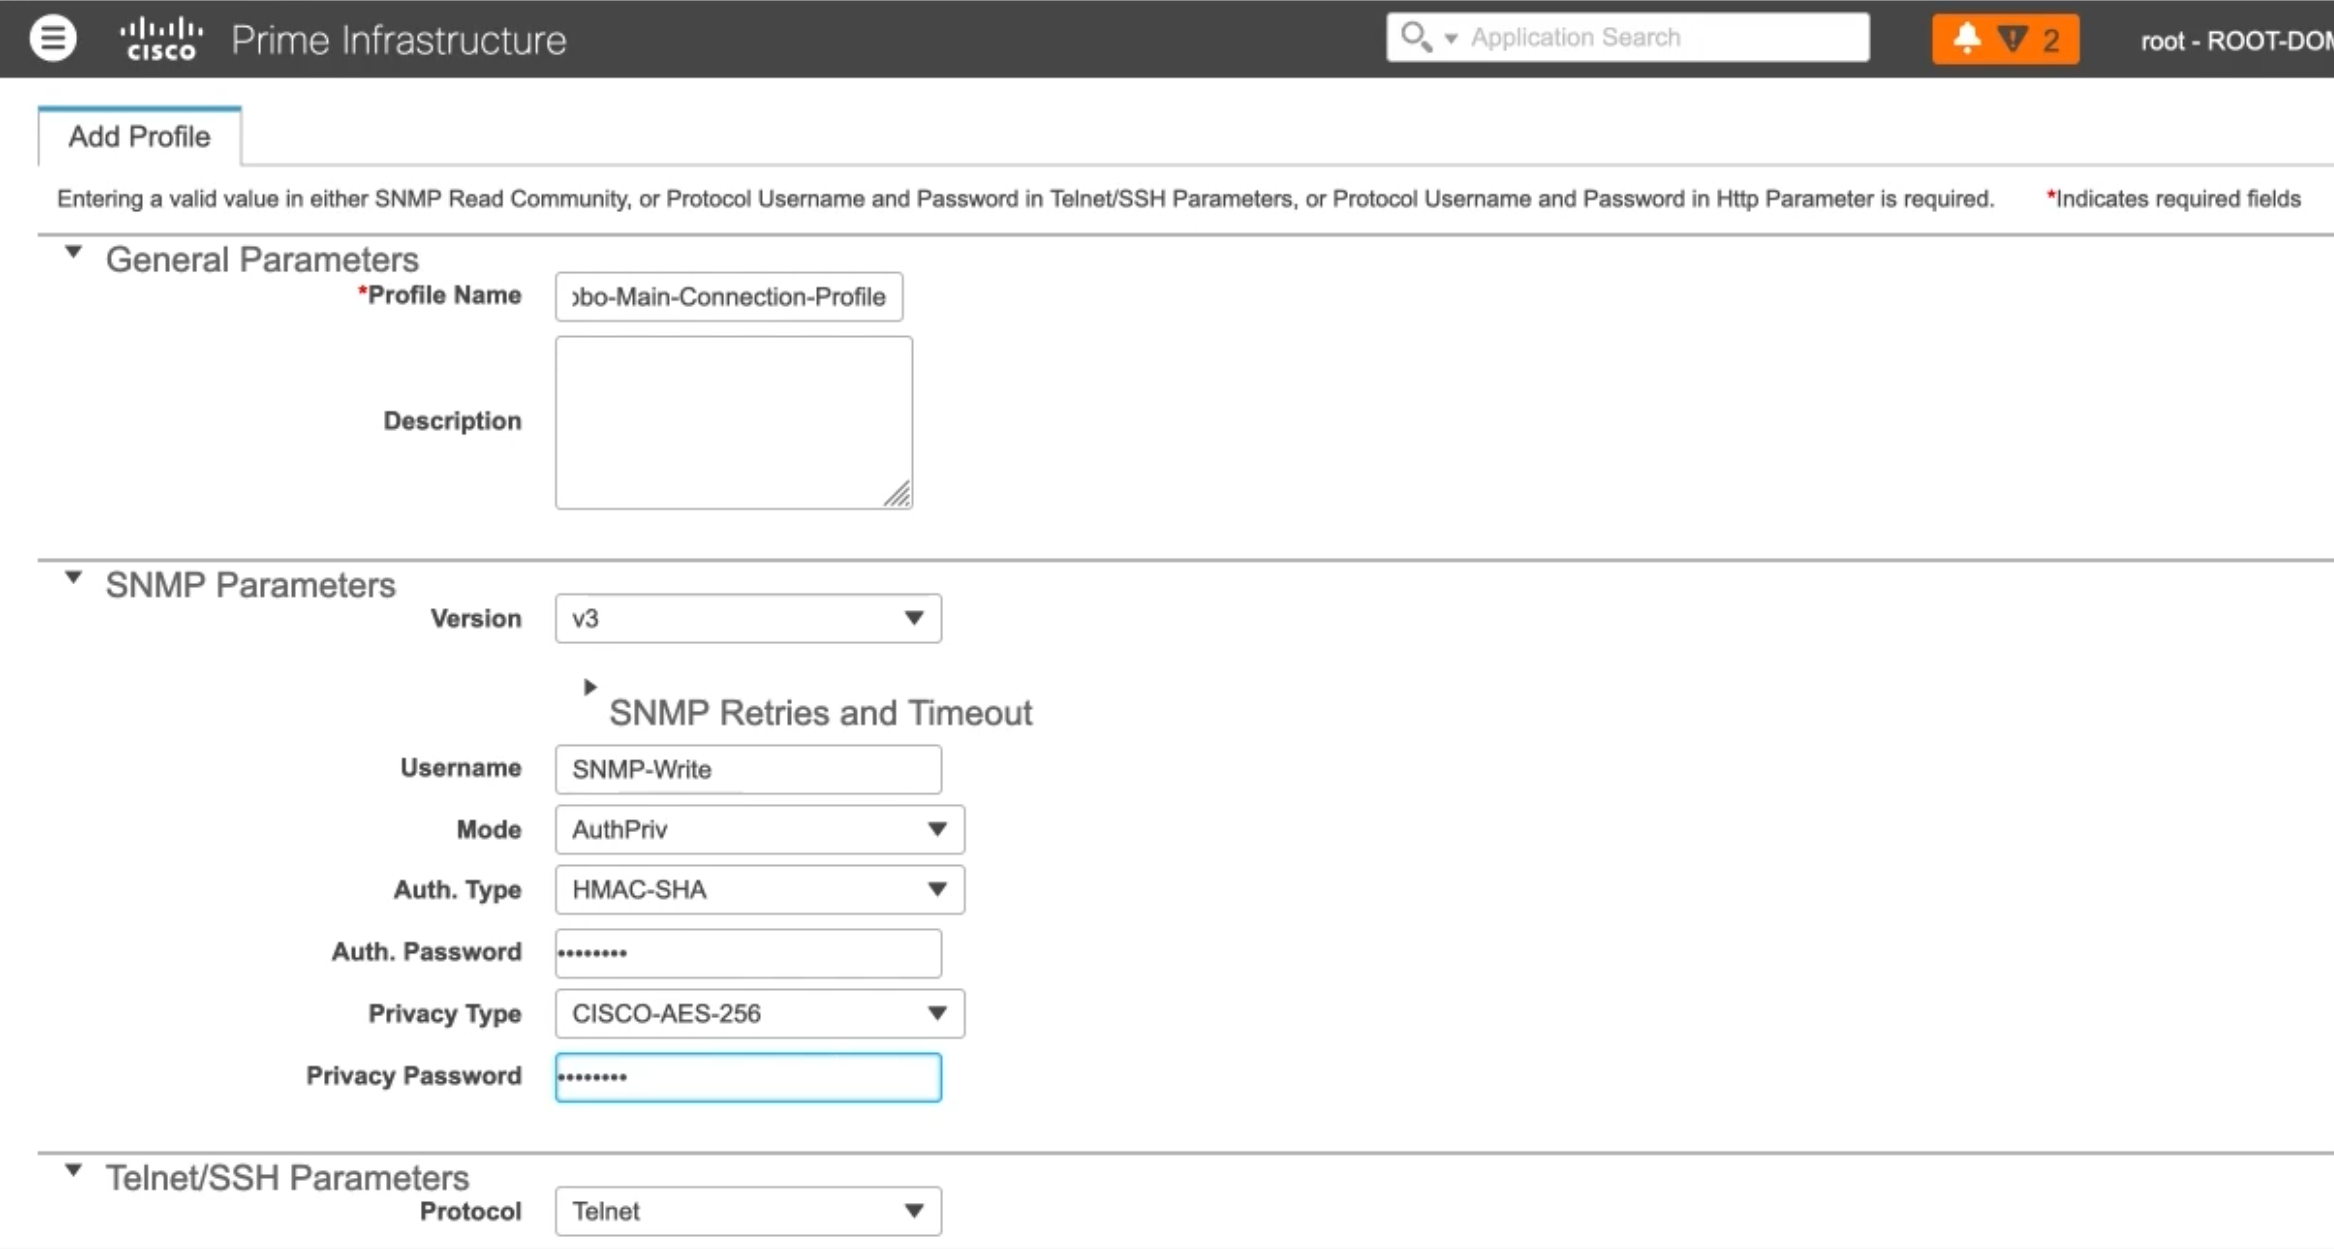 CISCO Prime Infrastructure
Application Search
2
root - ROOT-DOM
Add Profile
Entering a valid value in either SNMP Read Community, or Protocol Username and Password in Telnet/SSH Parameters, or Protocol Username and Password in Http Parameter is required. *Indicates required fields
General Parameters
*Profile Name obo-Main-Connection-Profile
Description
SNMP Parameters
Version v3
SNMP Retries and Timeout
Username SNMP-Write
Mode AuthPriv
Auth. Type HMAC-SHA
Auth. Password ••••••••
Privacy Type CISCO-AES-256
Privacy Password ••••••••
Telnet/SSH Parameters
Protocol Telnet